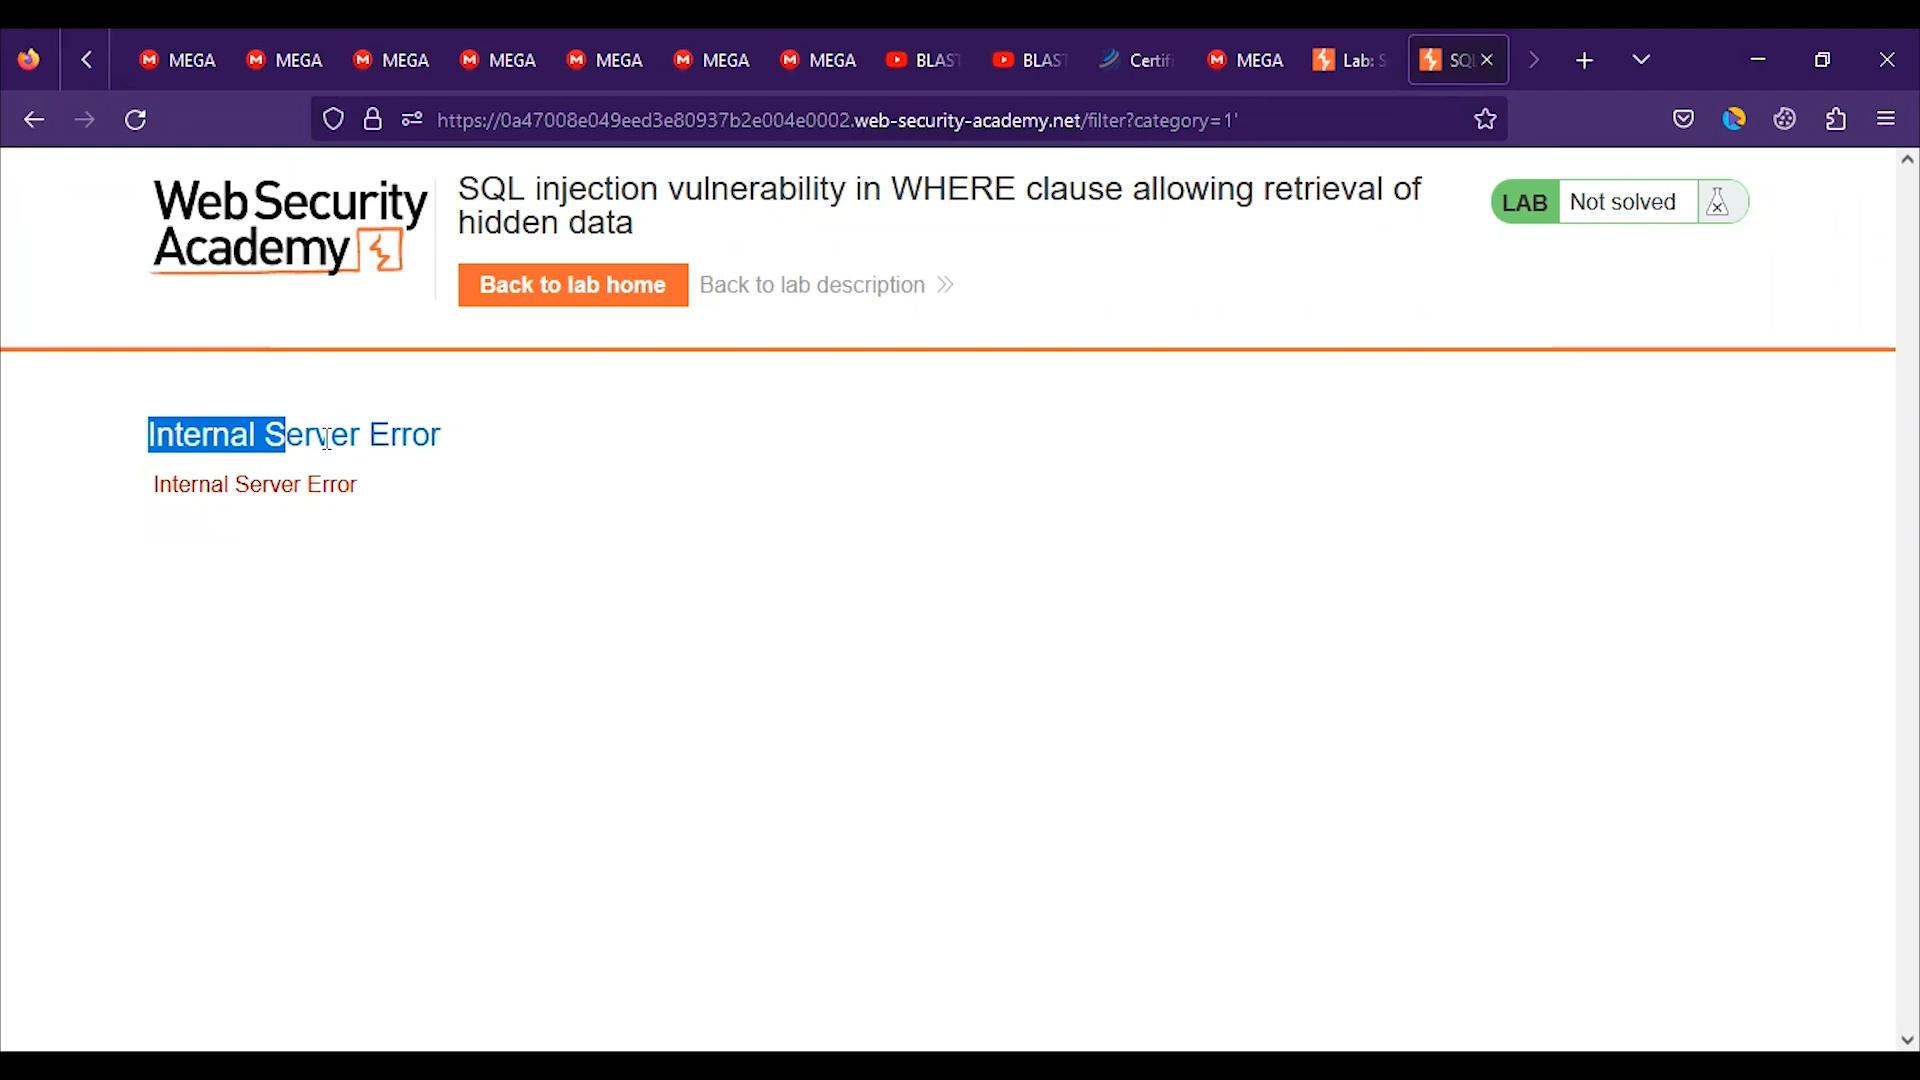 MEGA
MEGA
MEGA
MEGA
MEGA
MEGA
MEGA
BLAST
BLAST
Certifi
MEGA
Lab: S
SQL
https://0a47008e049eed3e80937b2e004e0002.web-security-academy.net/filter?category=1'
Web Security
Academy
SQL injection vulnerability in WHERE clause allowing retrieval of
hidden data
LAB Not solved
Back to lab home
Back to lab description
Internal Server Error
Internal Server Error